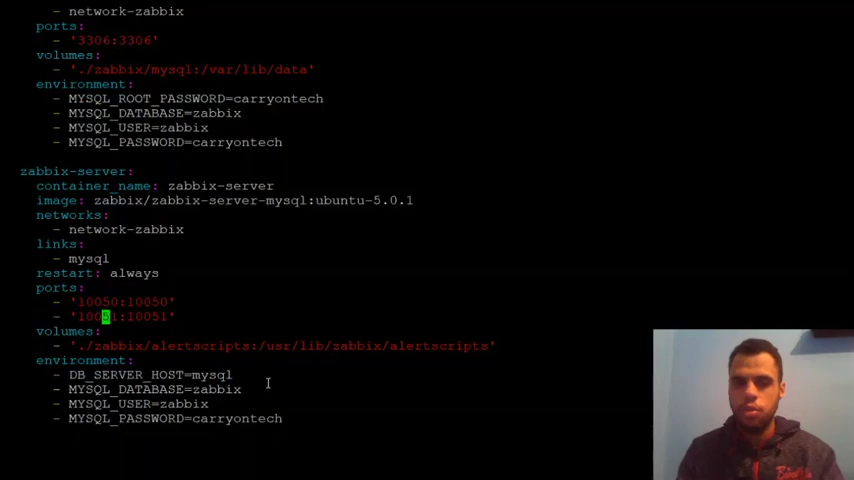 - network-zabbix
ports:
- '3306:3306'
volumes:
- './zabbix/mysql:/var/lib/data'
environment:
- MYSQL_ROOT_PASSWORD=carryontech
- MYSQL_DATABASE=zabbix
- MYSQL_USER=zabbix
- MYSQL_PASSWORD=carryontech
zabbix-server:
container_name: zabbix-server
image: zabbix/zabbix-server-mysql:ubuntu-5.0.1
networks:
- network-zabbix
links:
- mysql
restart: always
ports:
- '10050:10050'
- '10051:10051'
volumes:
- './zabbix/alertscripts:/usr/lib/zabbix/alertscripts'
environment:
- DB_SERVER_HOST=mysql
- MYSQL_DATABASE=zabbix
- MYSQL_USER=zabbix
- MYSQL_PASSWORD=carryontech